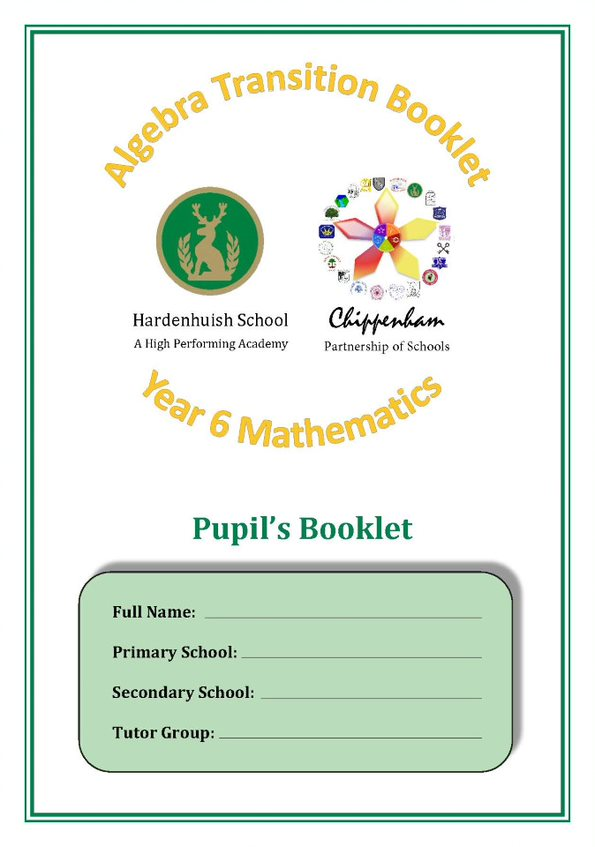 Algebra Transition Booklet
Hardenhuish School
A High Performing Academy
Chippenham
Partnership of Schools
Year 6 Mathematics
Pupil's Booklet
Full Name:
Primary School:
Secondary School:
Tutor Group: